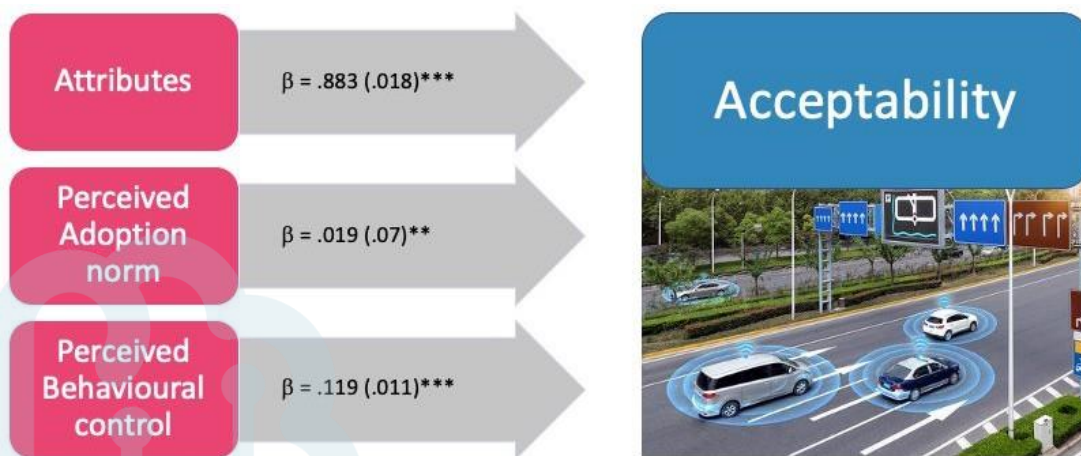 Attributes
β = .883 (.018)***
Perceived
Adoption
norm
β = .019 (.07)**
Perceived
Behavioural
control
β = .119 (.011)***
Acceptability